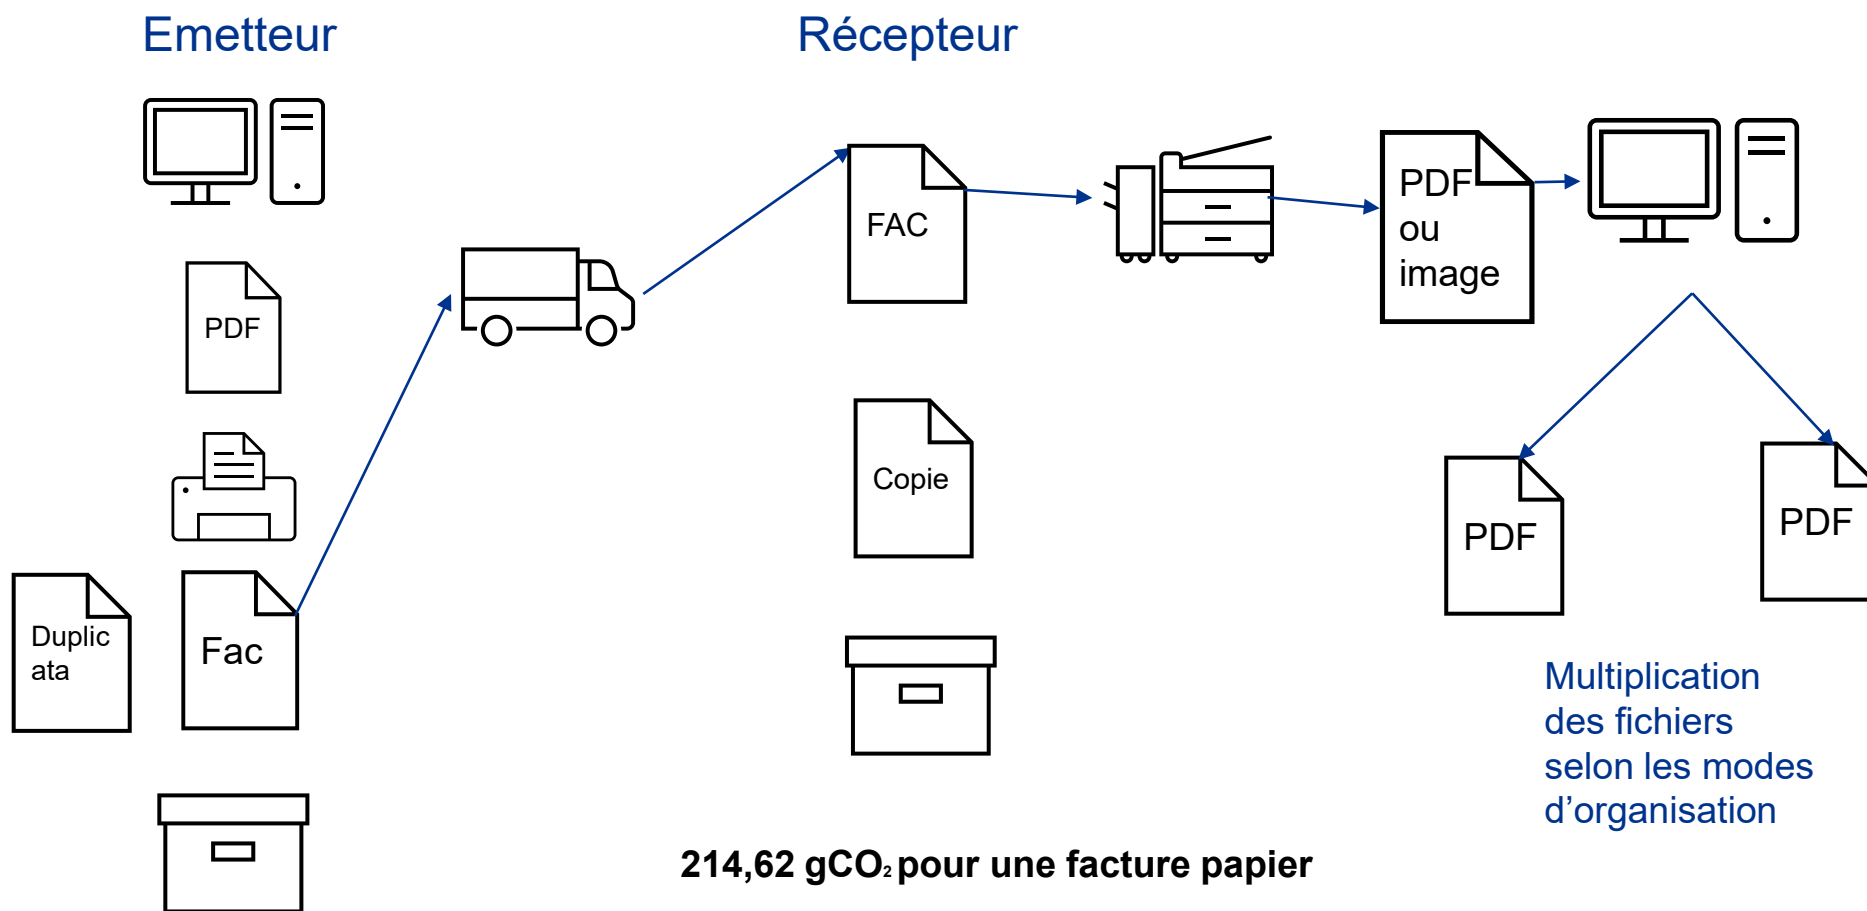 Emetteur
Récepteur
PDF
Duplic
ata
Fac
FAC
Copie
PDF
ou
image
PDF
PDF
Multiplication
des fichiers
selon les modes
d’organisation
214,62 gCO₂ pour une facture papier